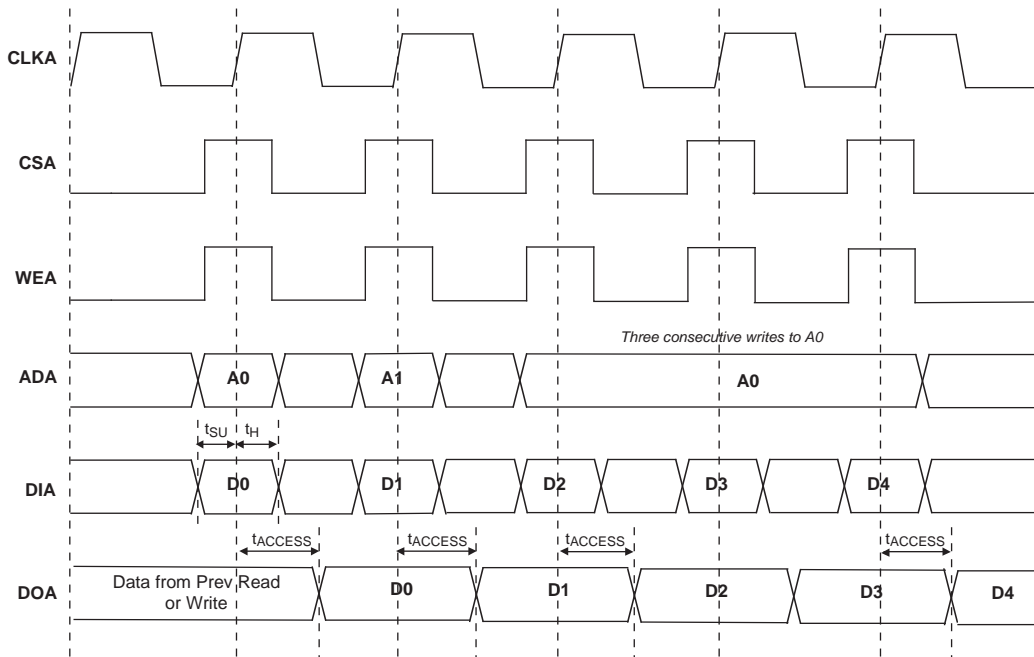 CLKA
CSA
WEA
Three consecutive writes to A0
ADA A0 A1 A0
tSU tH
DIA D0 D1 D2 D3 D4
tACCESS tACCESS tACCESS tACCESS
DOA Data from Prev Read
or Write D0 D1 D2 D3 D4